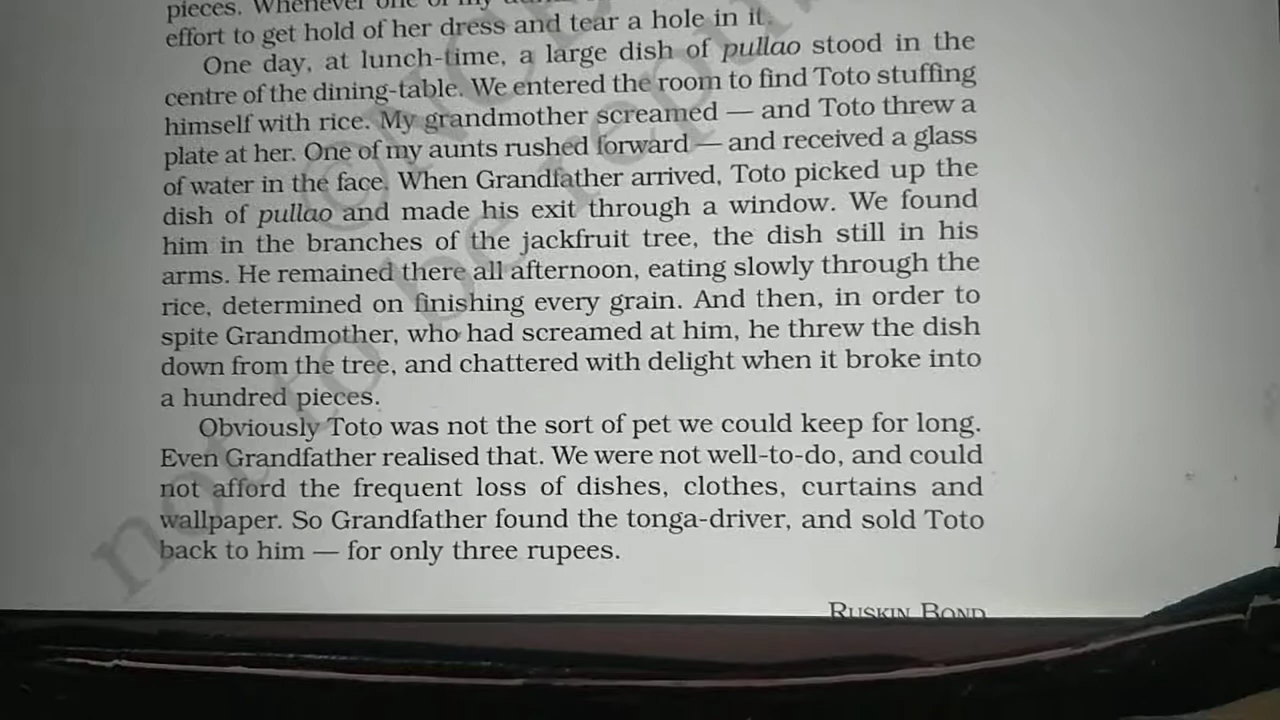 pieces. Whenever one of my
effort to get hold of her dress and tear a hole in it.
One day, at lunch-time, a large dish of pullao stood in the
centre of the dining-table. We entered the room to find Toto stuffing
himself with rice. My grandmother screamed — and Toto threw a
plate at her. One of my aunts rushed forward — and received a glass
of water in the face. When Grandfather arrived, Toto picked up the
dish of pullao and made his exit through a window. We found
him in the branches of the jackfruit tree, the dish still in his
arms. He remained there all afternoon, eating slowly through the
rice, determined on finishing every grain. And then, in order to
spite Grandmother, who had screamed at him, he threw the dish
down from the tree, and chattered with delight when it broke into
a hundred pieces.
Obviously Toto was not the sort of pet we could keep for long.
Even Grandfather realised that. We were not well-to-do, and could
not afford the frequent loss of dishes, clothes, curtains and
wallpaper. So Grandfather found the tonga-driver, and sold Toto
back to him — for only three rupees.
RUSKIN BOND
not to be